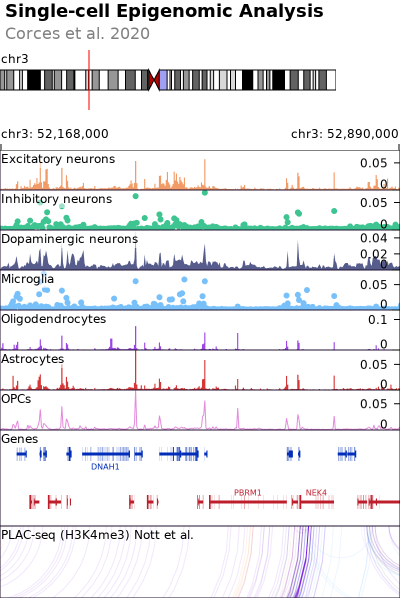 Single-cell Epigenomic Analysis
Corces et al. 2020
chr3
chr3: 52,168,000 chr3: 52,890,000
Excitatory neurons 0.05
0
Inhibitory neurons 0.05
0
Dopaminergic neurons 0.04
0.02
0
Microglia 0.05
0
Oligodendrocytes 0.1
0
Astrocytes 0.05
0
OPCs 0.05
0
Genes
DNAH1
PBRM1 NEK4
PLAC-seq (H3K4me3) Nott et al.